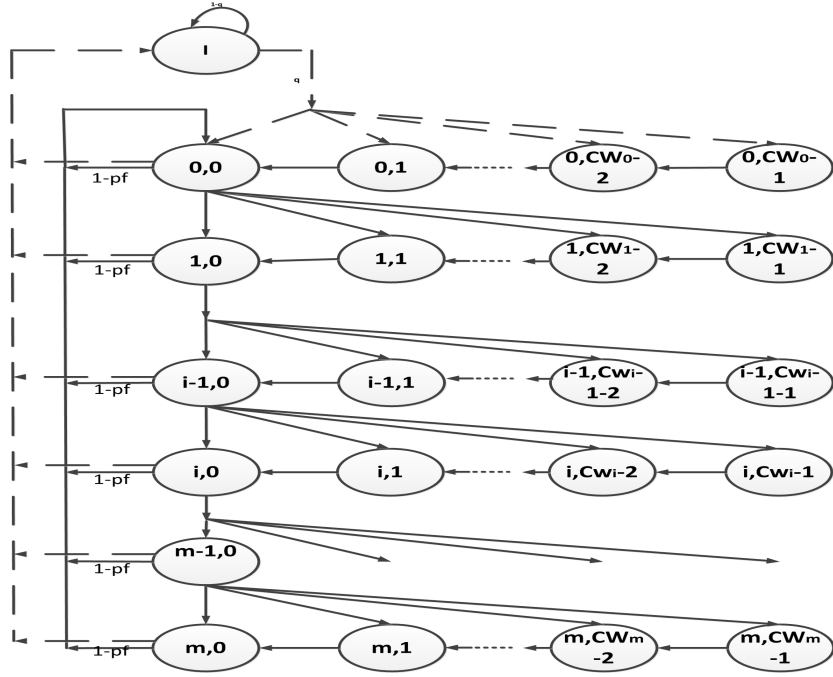 1-q
I
q
0,0
0,1
0,CW₀-
2
0,CW₀-
1
1-pf
1,0
1,1
1,CW₁-
2
1,CW₁-
1
1-pf
i-1,0
i-1,1
i-1,Cwᵢ-
1-2
i-1,Cwᵢ-
1-1
1-pf
i,0
i,1
i,Cwᵢ-2
i,Cwᵢ-1
1-pf
m-1,0
1-pf
m,0
m,1
m,CWₘ
-2
m,CWₘ
-1
1-pf